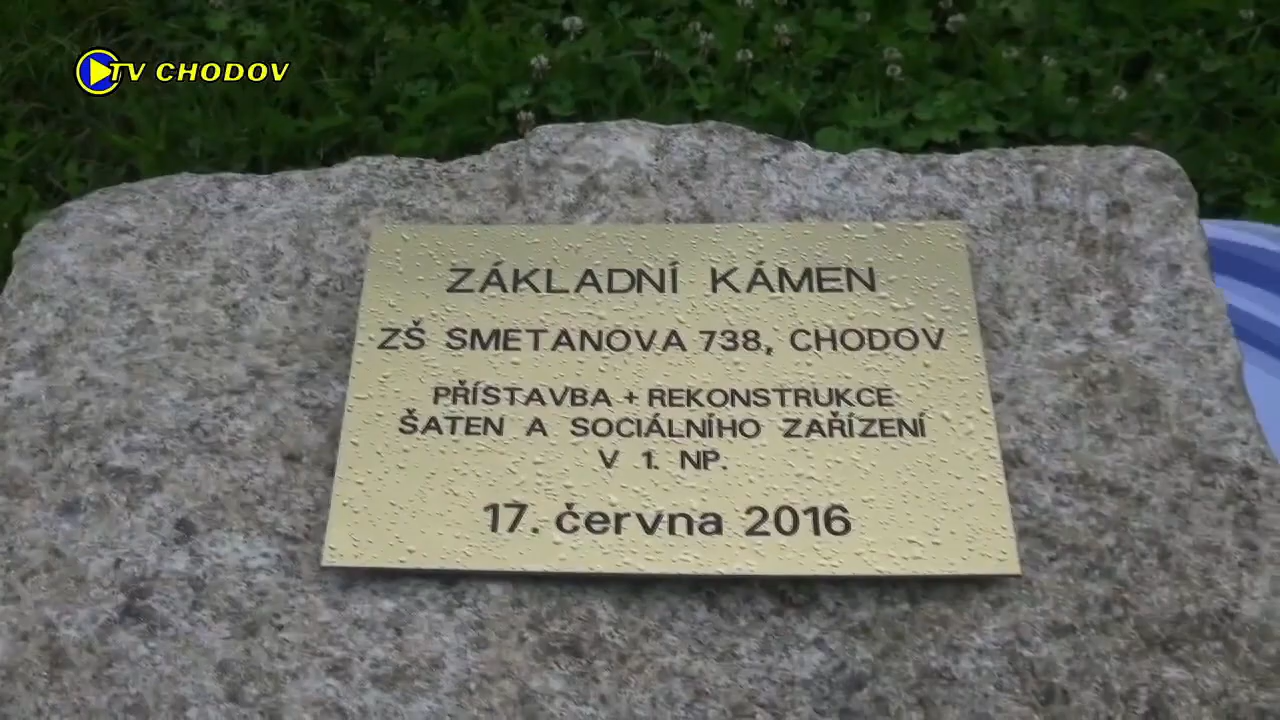 TV CHODOV
ZÁKLADNÍ KÁMEN
ZŠ SMETANOVA 738, CHODOV
PŘÍSTAVBA + REKONSTRUKCE
ŠATEN A SOCIÁLNÍHO ZAŘÍZENÍ
V 1. NP.
17. června 2016